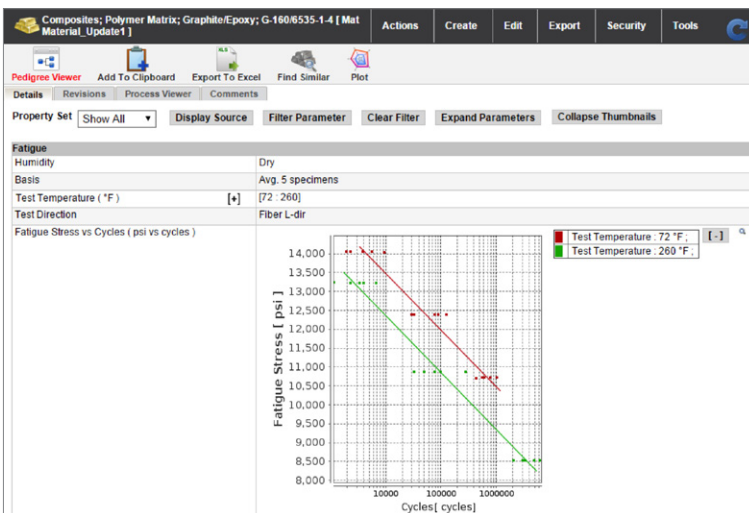 Composites; Polymer Matrix; Graphite/Epoxy; G-160/6535-1-4 [ Mat
Material_Update1 ]
Actions Create Edit Export Security Tools
Pedigree Viewer Add To Clipboard Export To Excel Find Similar Plot
Details Revisions Process Viewer Comments
Property Set Show All Display Source Filter Parameter Clear Filter Expand Parameters Collapse Thumbnails
Fatigue
Humidity Dry
Basis Avg. 5 specimens
Test Temperature ( °F ) [+] [72 : 260]
Test Direction Fiber L-dir
Fatigue Stress vs Cycles ( psi vs cycles )
Test Temperature : 72 °F ; [-]
Test Temperature : 260 °F ;
Fatigue Stress [ psi ]
14,000
13,500
13,000
12,500
12,000
11,500
11,000
10,500
10,000
9,500
9,000
8,500
8,000
10000 100000 1000000
Cycles[ cycles]